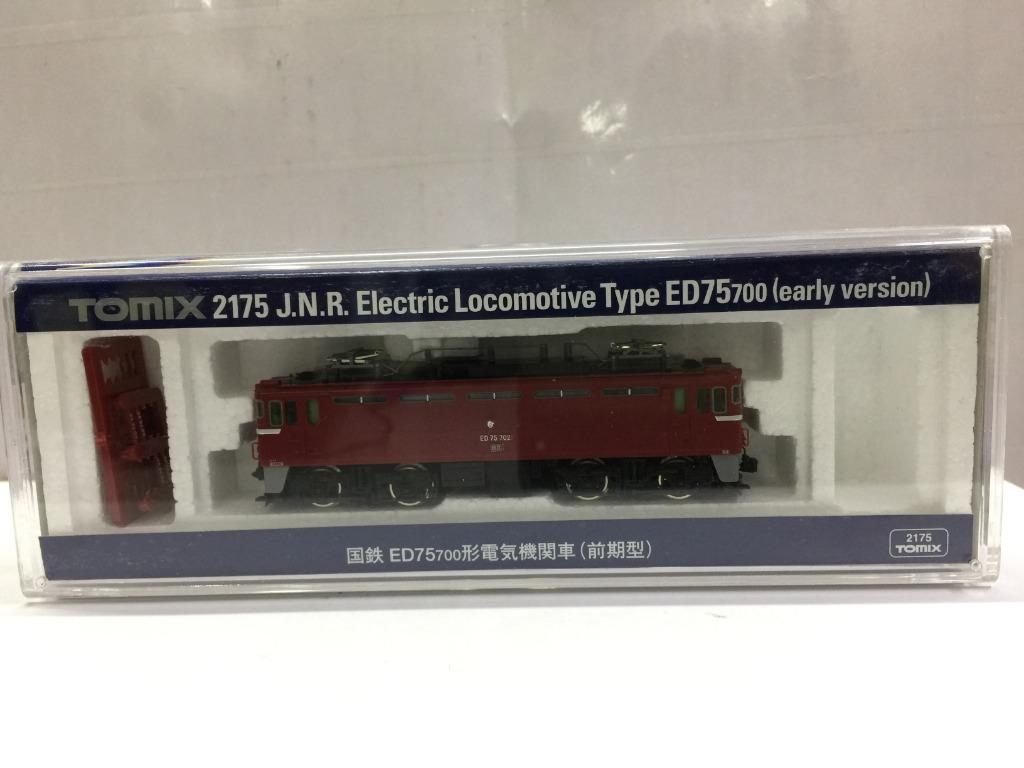 TOMIX 2175 J.N.R. Electric Locomotive Type ED75700 (early version)
ED 75 702
国鉄 ED75700形電気機関車(前期型)
2175
TOMIX